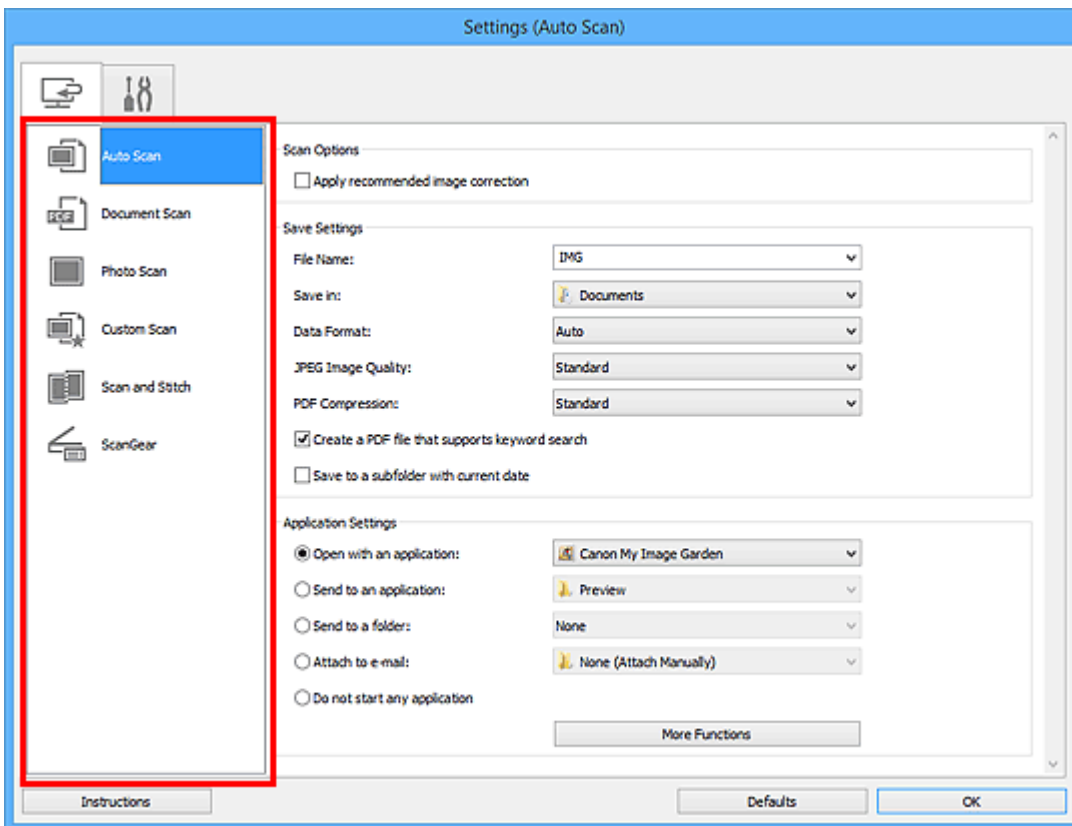 Settings (Auto Scan)
Auto Scan
Document Scan
Photo Scan
Custom Scan
Scan and Stitch
ScanGear
Scan Options
Apply recommended image correction
Save Settings
File Name: IMG
Save in: Documents
Data Format: Auto
JPEG Image Quality: Standard
PDF Compression: Standard
Create a PDF file that supports keyword search
Save to a subfolder with current date
Application Settings
Open with an application: Canon My Image Garden
Send to an application: Preview
Send to a folder: None
Attach to e-mail: None (Attach Manually)
Do not start any application
More Functions
Instructions Defaults OK